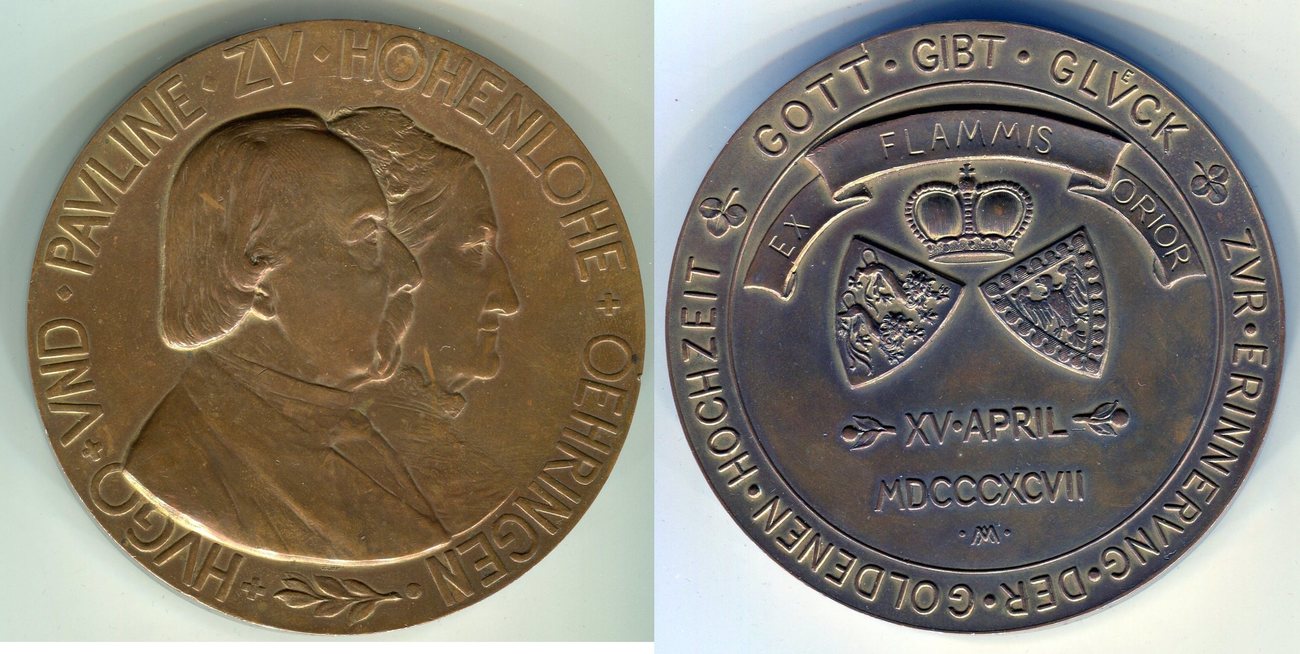 HVGO + VND · PAVLINE · ZV · HOHENLOHE + OEHRINGEN ·
GOTT · GIBT · GLVᴱCK
ZVR · ERINNERVNG · DER · GOLDENEN · HOCHZEIT
EX FLAMMIS ORIOR
XV · APRIL
MDCCCXCVII